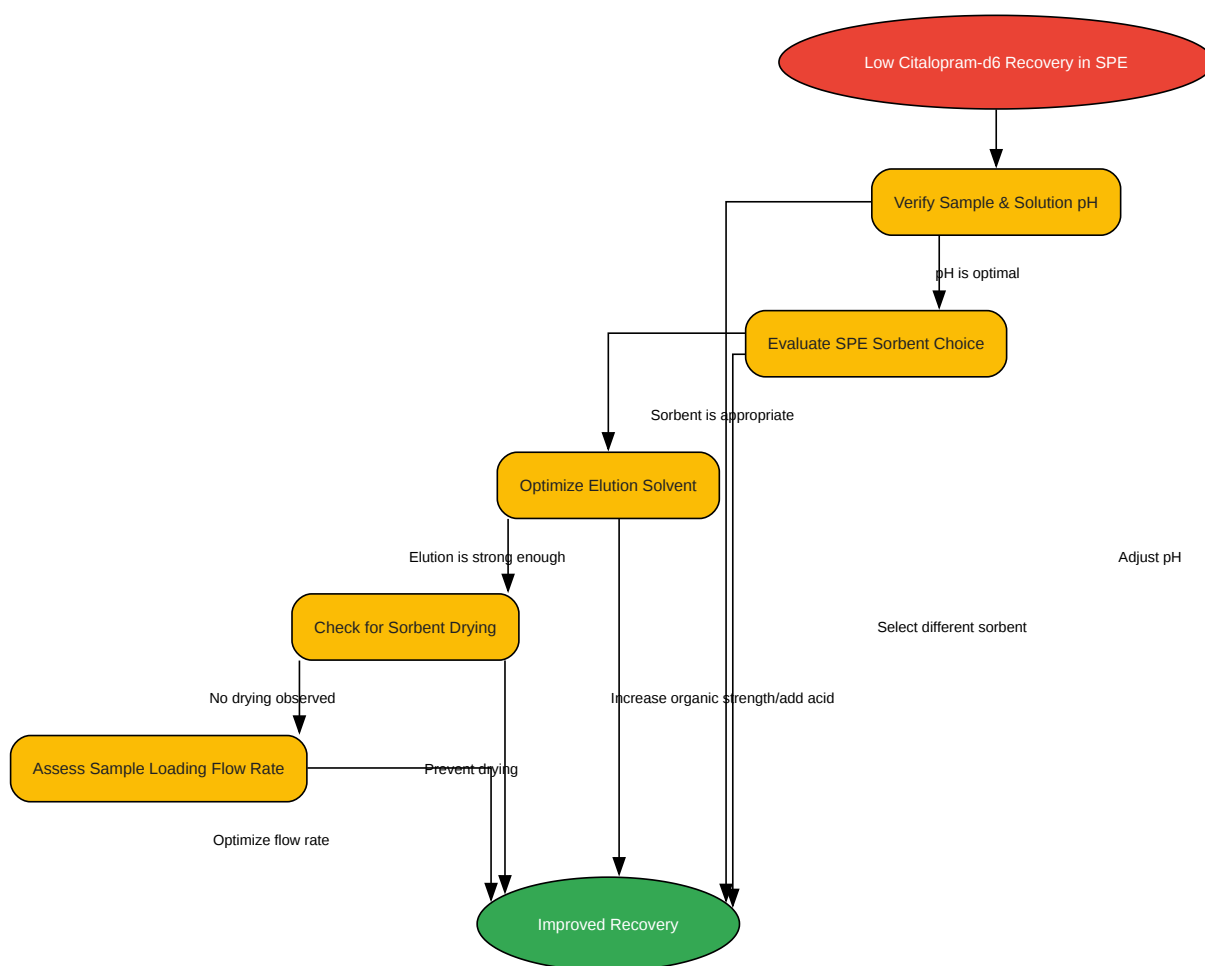 Low Citalopram-d6 Recovery in SPE
Verify Sample & Solution pH
pH is optimal
Evaluate SPE Sorbent Choice
Sorbent is appropriate
Optimize Elution Solvent
Elution is strong enough
Adjust pH
Check for Sorbent Drying
Select different sorbent
No drying observed
Increase organic strength/add acid
Assess Sample Loading Flow Rate
Prevent drying
Optimize flow rate
Improved Recovery